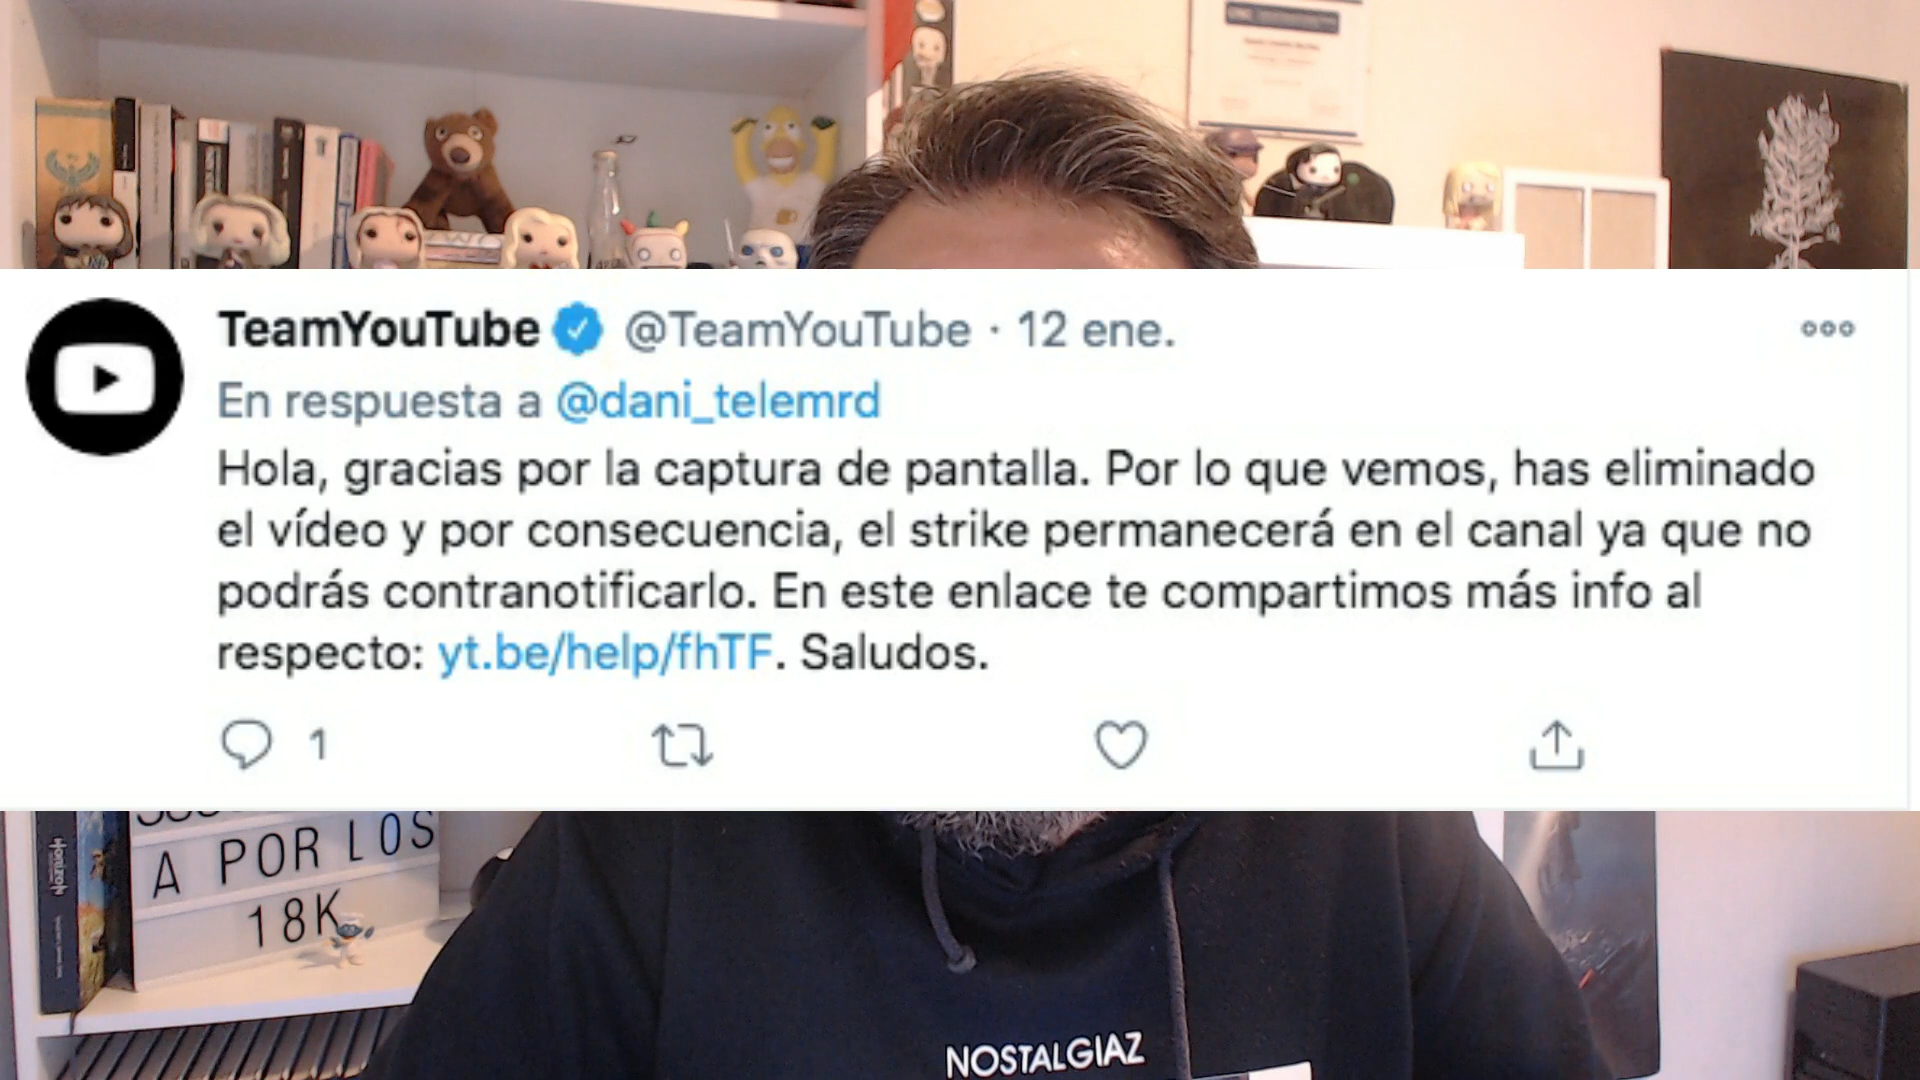 TeamYouTube @TeamYouTube · 12 ene.
En respuesta a @dani_telemrd
Hola, gracias por la captura de pantalla. Por lo que vemos, has eliminado
el vídeo y por consecuencia, el strike permanecerá en el canal ya que no
podrás contranotificarlo. En este enlace te compartimos más info al
respecto: yt.be/help/fhTF. Saludos.
1
A POR LOS
18K
HORIZON
NOSTALGIAZ